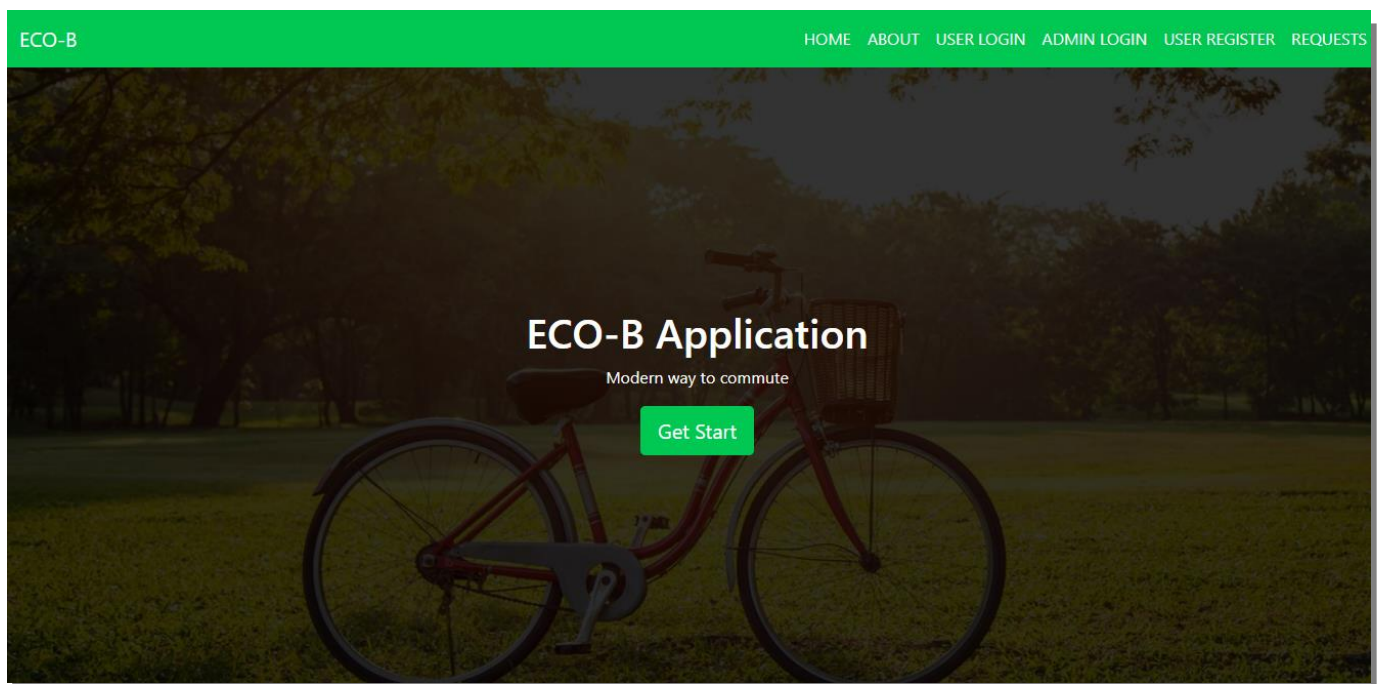 ECO-B HOME ABOUT USER LOGIN ADMIN LOGIN USER REGISTER REQUESTS
ECO-B Application
Modern way to commute
Get Start